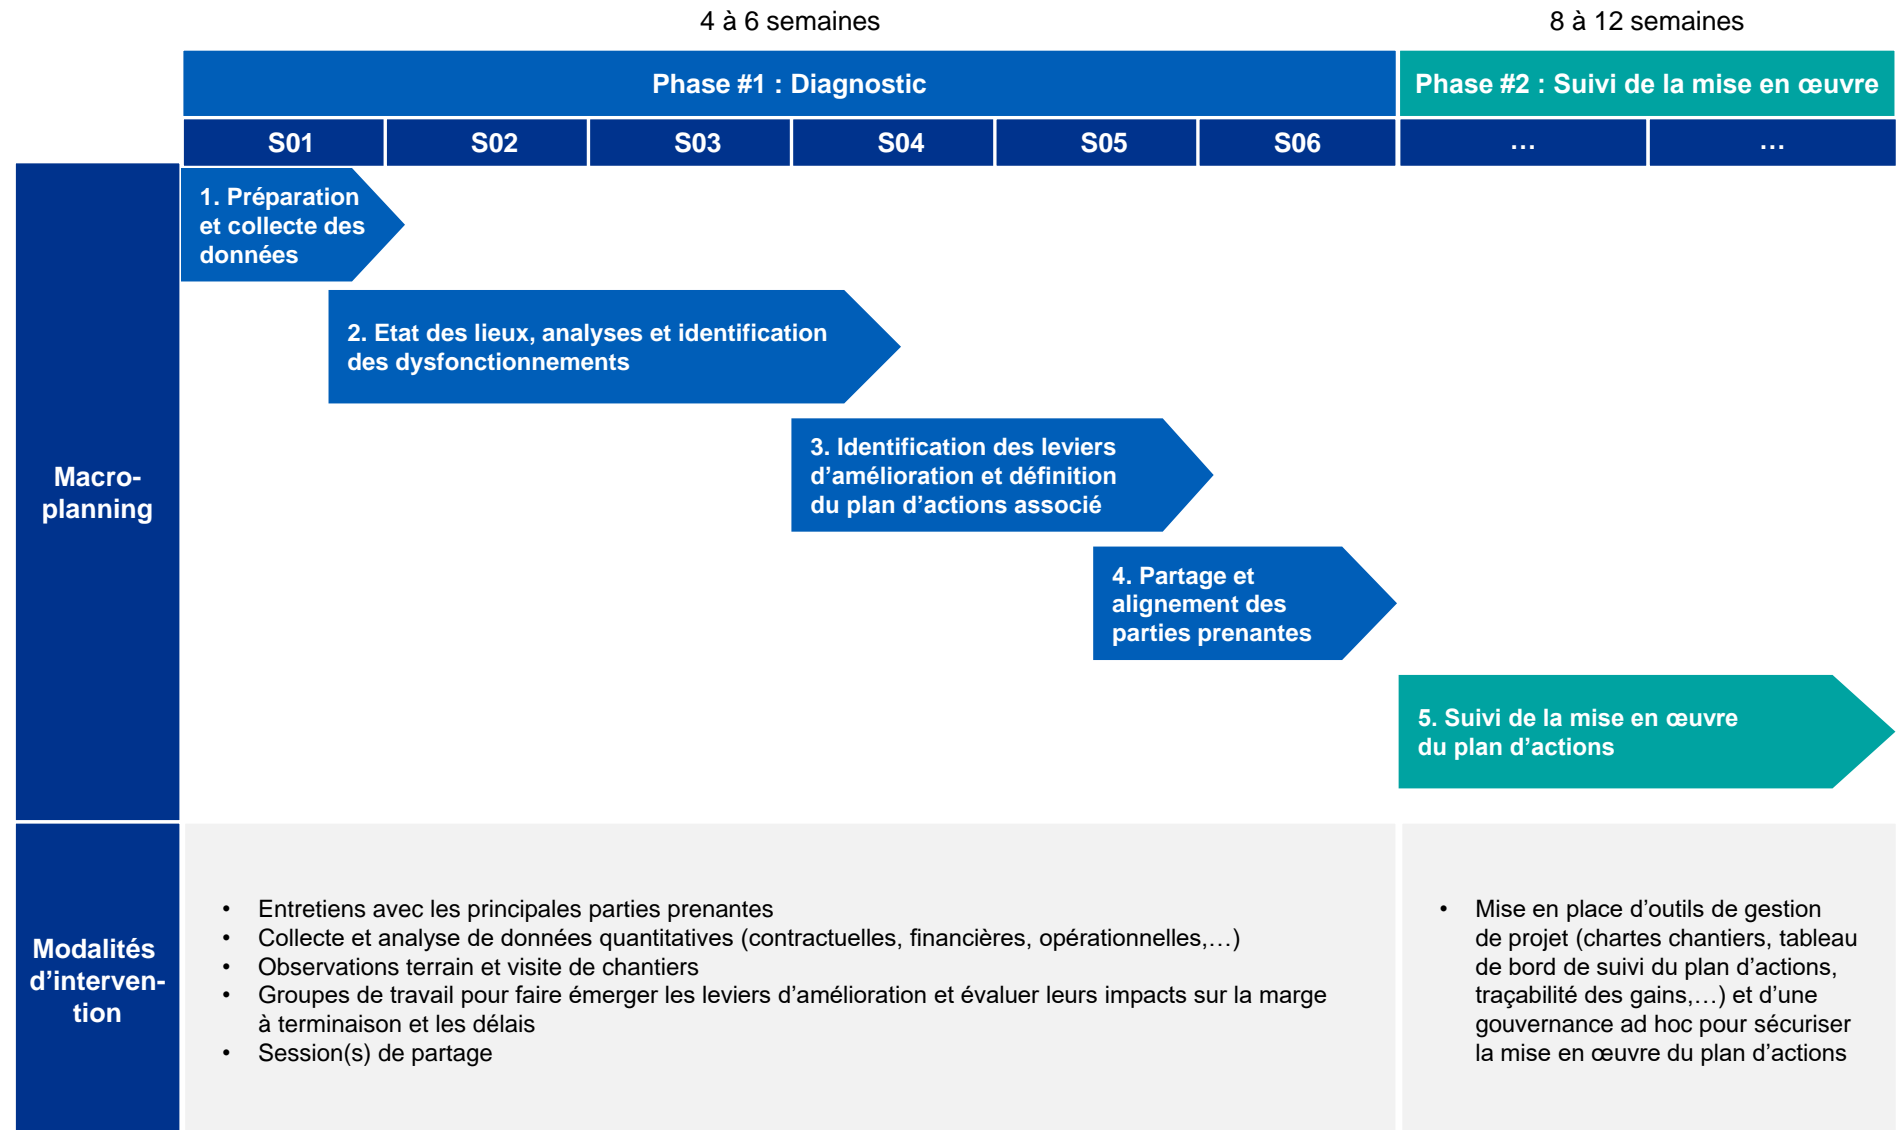 4 à 6 semaines
8 à 12 semaines
Phase #1 : Diagnostic
Phase #2 : Suivi de la mise en œuvre
S01
S02
S03
S04
S05
S06
…
…
Macro-
planning
1. Préparation
et collecte des
données
2. Etat des lieux, analyses et identification
des dysfonctionnements
3. Identification des leviers
d’amélioration et définition
du plan d’actions associé
4. Partage et
alignement des
parties prenantes
5. Suivi de la mise en œuvre
du plan d’actions
Modalités
d’interven-
tion
• Entretiens avec les principales parties prenantes
• Collecte et analyse de données quantitatives (contractuelles, financières, opérationnelles,…)
• Observations terrain et visite de chantiers
• Groupes de travail pour faire émerger les leviers d’amélioration et évaluer leurs impacts sur la marge
à terminaison et les délais
• Session(s) de partage
• Mise en place d’outils de gestion
de projet (chartes chantiers, tableau
de bord de suivi du plan d’actions,
traçabilité des gains,…) et d’une
gouvernance ad hoc pour sécuriser
la mise en œuvre du plan d’actions